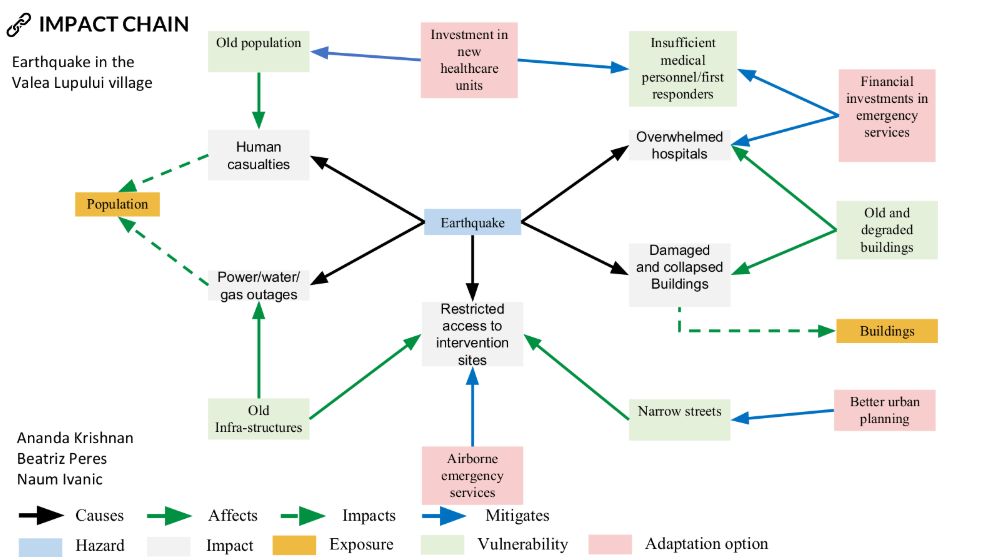 IMPACT CHAIN
Earthquake in the
Valea Lupului village
Old population
Investment in
new
healthcare
units
Insufficient
medical
personnel/first
responders
Financial
investments in
emergency
services
Human
casualties
Overwhelmed
hospitals
Population
Earthquake
Old and
degraded
buildings
Power/water/
gas outages
Damaged
and collapsed
Buildings
Restricted
access to
intervention
sites
Buildings
Old
Infra-structures
Narrow streets
Better urban
planning
Airborne
emergency
services
Ananda Krishnan
Beatriz Peres
Naum Ivanic
Causes Affects Impacts Mitigates
Hazard Impact Exposure Vulnerability Adaptation option